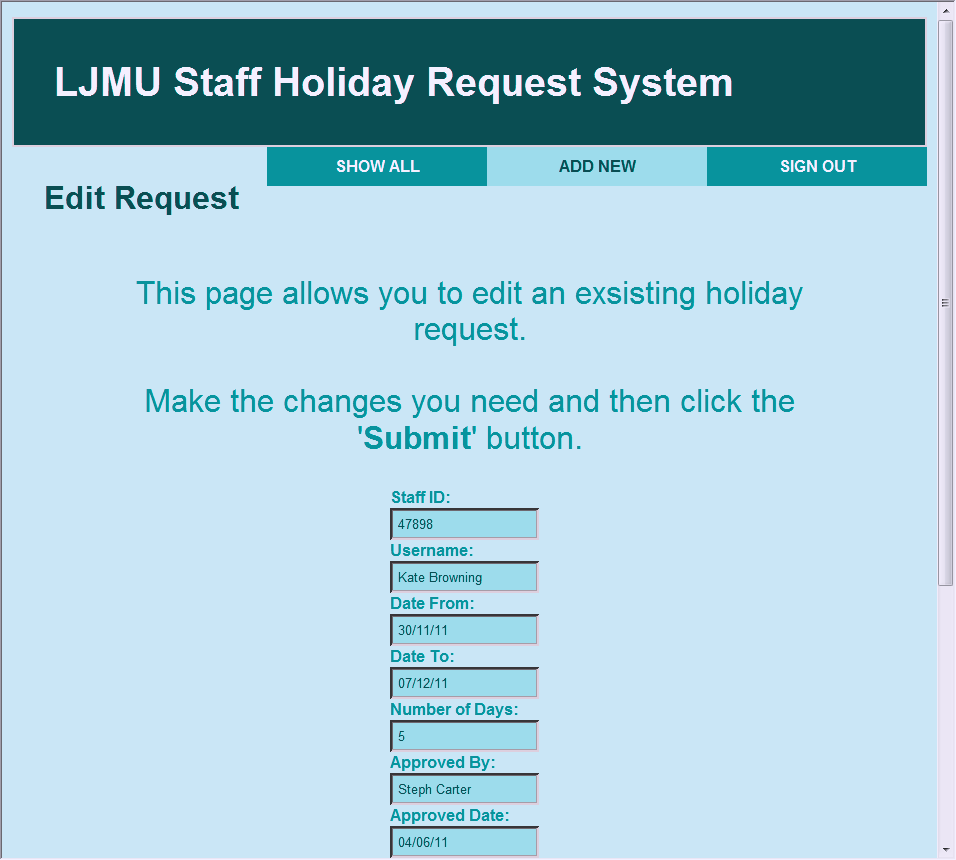 LJMU Staff Holiday Request System
SHOW ALL
ADD NEW
SIGN OUT
Edit Request
This page allows you to edit an exsisting holiday
request.
Make the changes you need and then click the
'Submit' button.
Staff ID:
47898
Username:
Kate Browning
Date From:
30/11/11
Date To:
07/12/11
Number of Days:
5
Approved By:
Steph Carter
Approved Date:
04/06/11